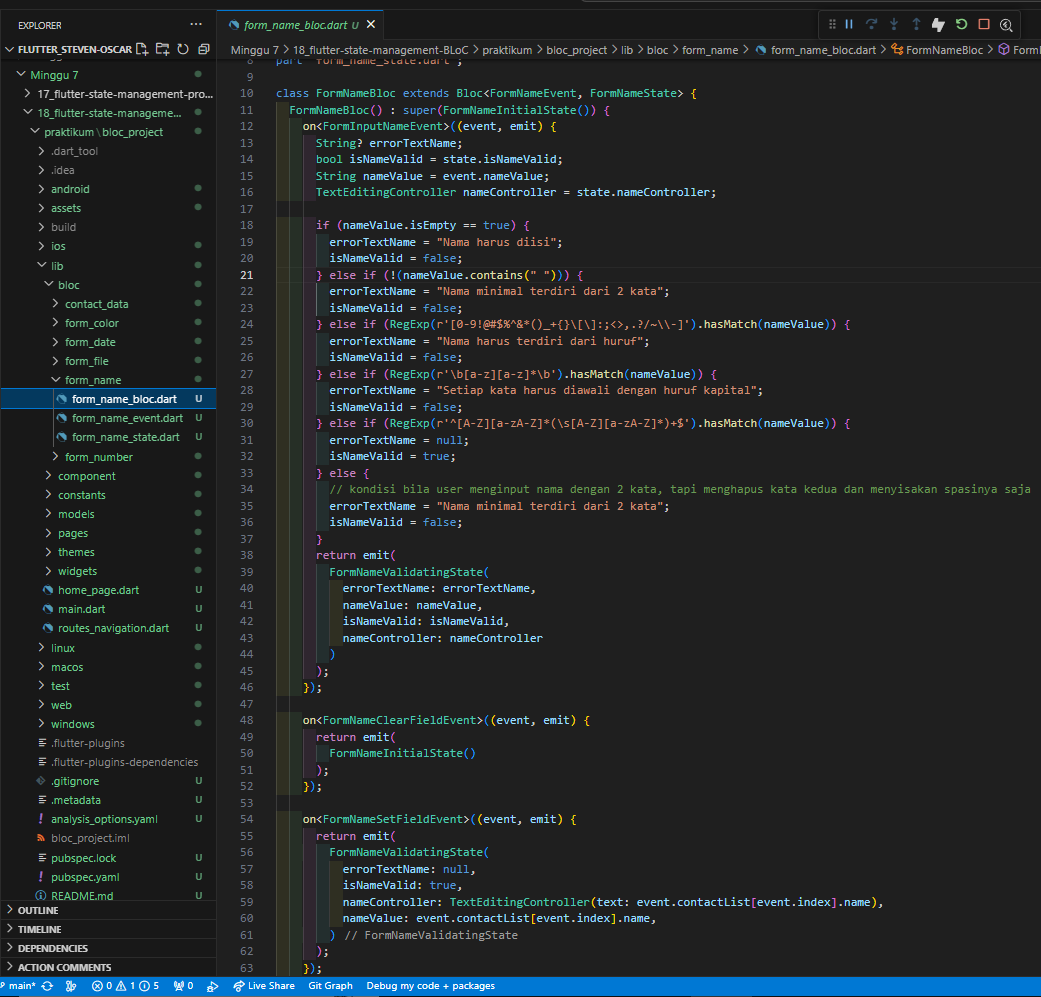 EXPLORER
FLUTTER_STEVEN-OSCAR
Minggu 7
17_flutter-state-management-pro...
18_flutter-state-manageme...
praktikum \ bloc_project
.dart_tool
.idea
android
assets
build
ios
lib
bloc
contact_data
form_color
form_date
form_file
form_name
form_name_bloc.dart U
form_name_event.dart U
form_name_state.dart U
form_number
component
constants
models
pages
themes
widgets
home_page.dart U
main.dart U
routes_navigation.dart U
linux
macos
test
web
windows
.flutter-plugins
.flutter-plugins-dependencies
.gitignore U
.metadata U
analysis_options.yaml U
bloc_project.iml
pubspec.lock U
pubspec.yaml U
README.md U
OUTLINE
TIMELINE
DEPENDENCIES
ACTION COMMENTS
form_name_bloc.dart U
Minggu 7 > 18_flutter-state-management-BLoC > praktikum > bloc_project > lib > bloc > form_name > form_name_bloc.dart > FormNameBloc > FormI
8 part 'form_name_state.dart';
9
10 class FormNameBloc extends Bloc<FormNameEvent, FormNameState> {
11 FormNameBloc() : super(FormNameInitialState()) {
12 on<FormInputNameEvent>((event, emit) {
13 String? errorTextName;
14 bool isNameValid = state.isNameValid;
15 String nameValue = event.nameValue;
16 TextEditingController nameController = state.nameController;
17
18 if (nameValue.isEmpty == true) {
19 errorTextName = "Nama harus diisi";
20 isNameValid = false;
21 } else if (!(nameValue.contains(" "))) {
22 errorTextName = "Nama minimal terdiri dari 2 kata";
23 isNameValid = false;
24 } else if (RegExp(r'[0-9!@#$%^&*()_+{}\[\]:;<>,.?/~\\-]').hasMatch(nameValue)) {
25 errorTextName = "Nama harus terdiri dari huruf";
26 isNameValid = false;
27 } else if (RegExp(r'\b[a-z][a-z]*\b').hasMatch(nameValue)) {
28 errorTextName = "Setiap kata harus diawali dengan huruf kapital";
29 isNameValid = false;
30 } else if (RegExp(r'^[A-Z][a-zA-Z]*(\s[A-Z][a-zA-Z]*)+$').hasMatch(nameValue)) {
31 errorTextName = null;
32 isNameValid = true;
33 } else {
34 // kondisi bila user menginput nama dengan 2 kata, tapi menghapus kata kedua dan menyisakan spasinya saja
35 errorTextName = "Nama minimal terdiri dari 2 kata";
36 isNameValid = false;
37 }
38 return emit(
39 FormNameValidatingState(
40 errorTextName: errorTextName,
41 nameValue: nameValue,
42 isNameValid: isNameValid,
43 nameController: nameController
44 )
45 );
46 });
47
48 on<FormNameClearFieldEvent>((event, emit) {
49 return emit(
50 FormNameInitialState()
51 );
52 });
53
54 on<FormNameSetFieldEvent>((event, emit) {
55 return emit(
56 FormNameValidatingState(
57 errorTextName: null,
58 isNameValid: true,
59 nameController: TextEditingController(text: event.contactList[event.index].name),
60 nameValue: event.contactList[event.index].name,
61 ) // FormNameValidatingState
62 );
63 });
main* 0 1 5 0 Live Share Git Graph Debug my code + packages